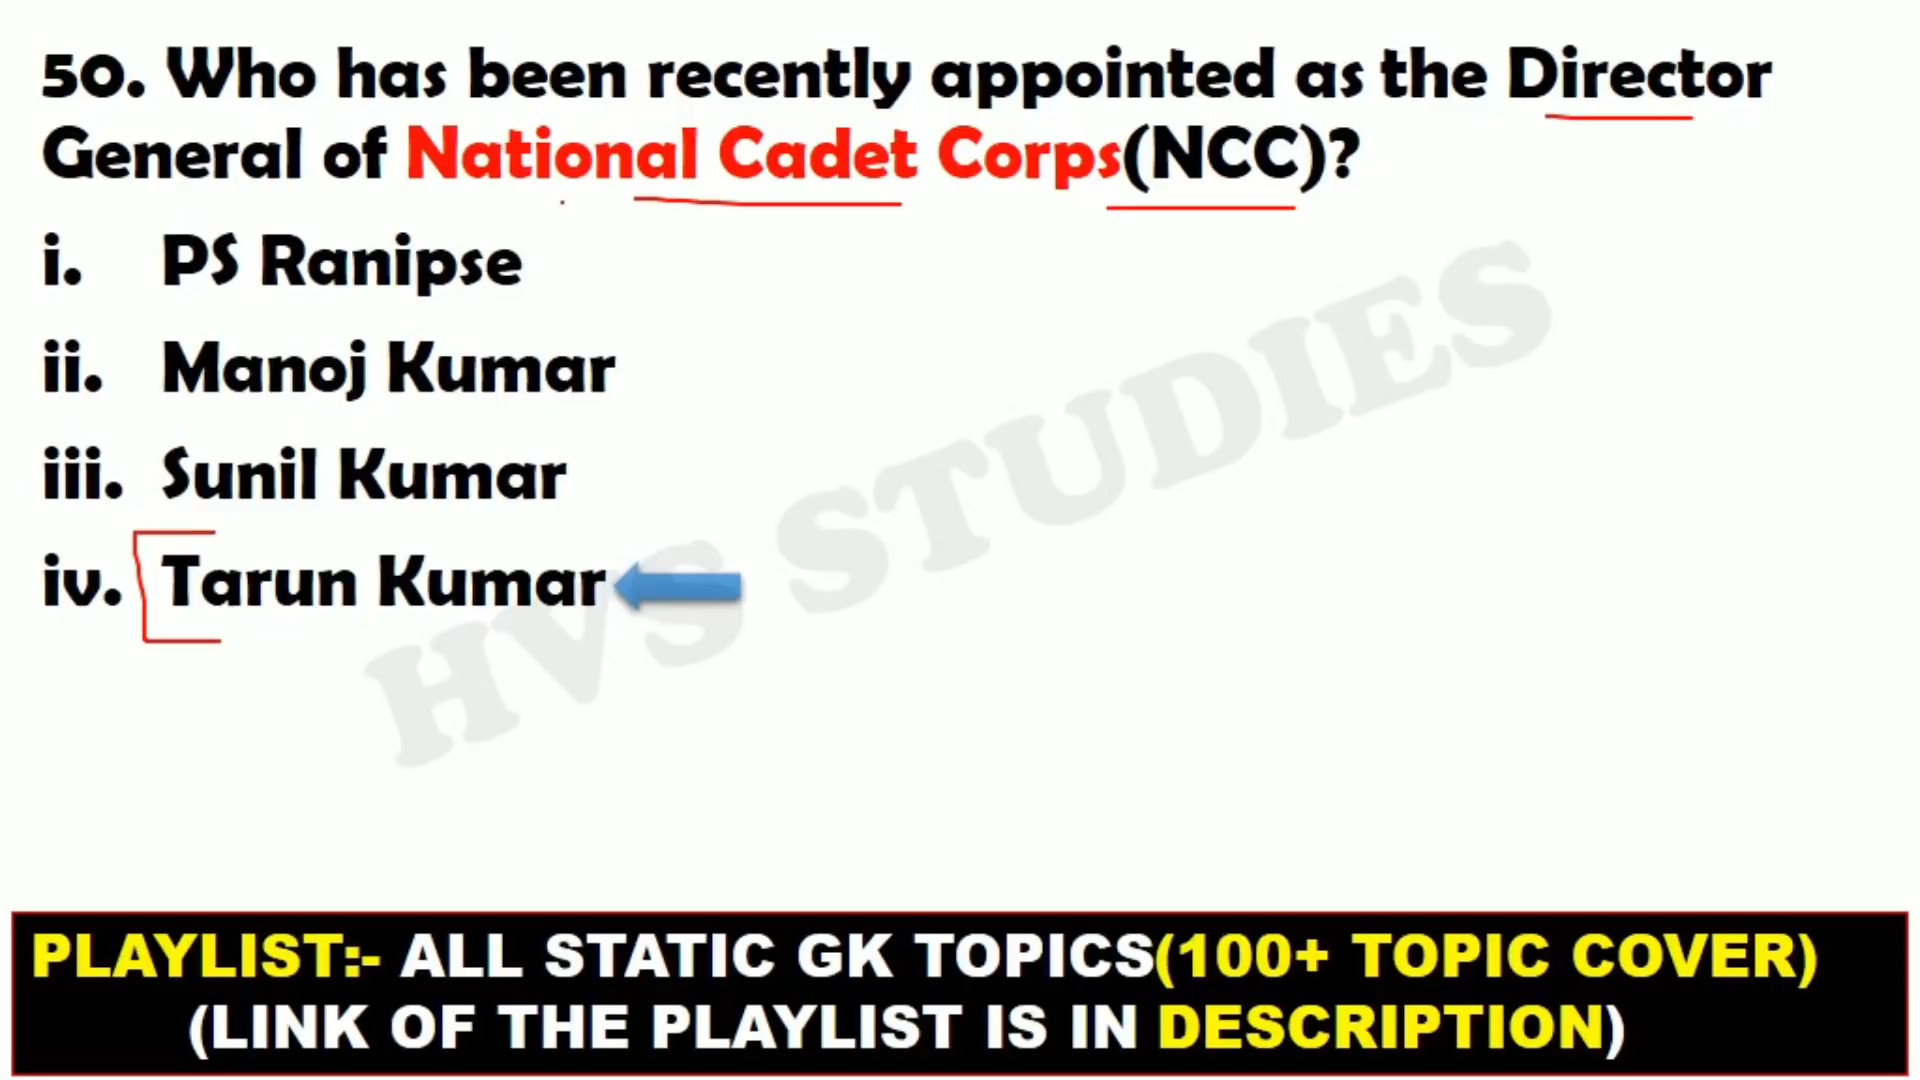 50. Who has been recently appointed as the Director
General of National Cadet Corps(NCC)?
i. PS Ranipse
ii. Manoj Kumar
iii. Sunil Kumar
iv. Tarun Kumar
HVS STUDIES
PLAYLIST:- ALL STATIC GK TOPICS(100+ TOPIC COVER)
(LINK OF THE PLAYLIST IS IN DESCRIPTION)